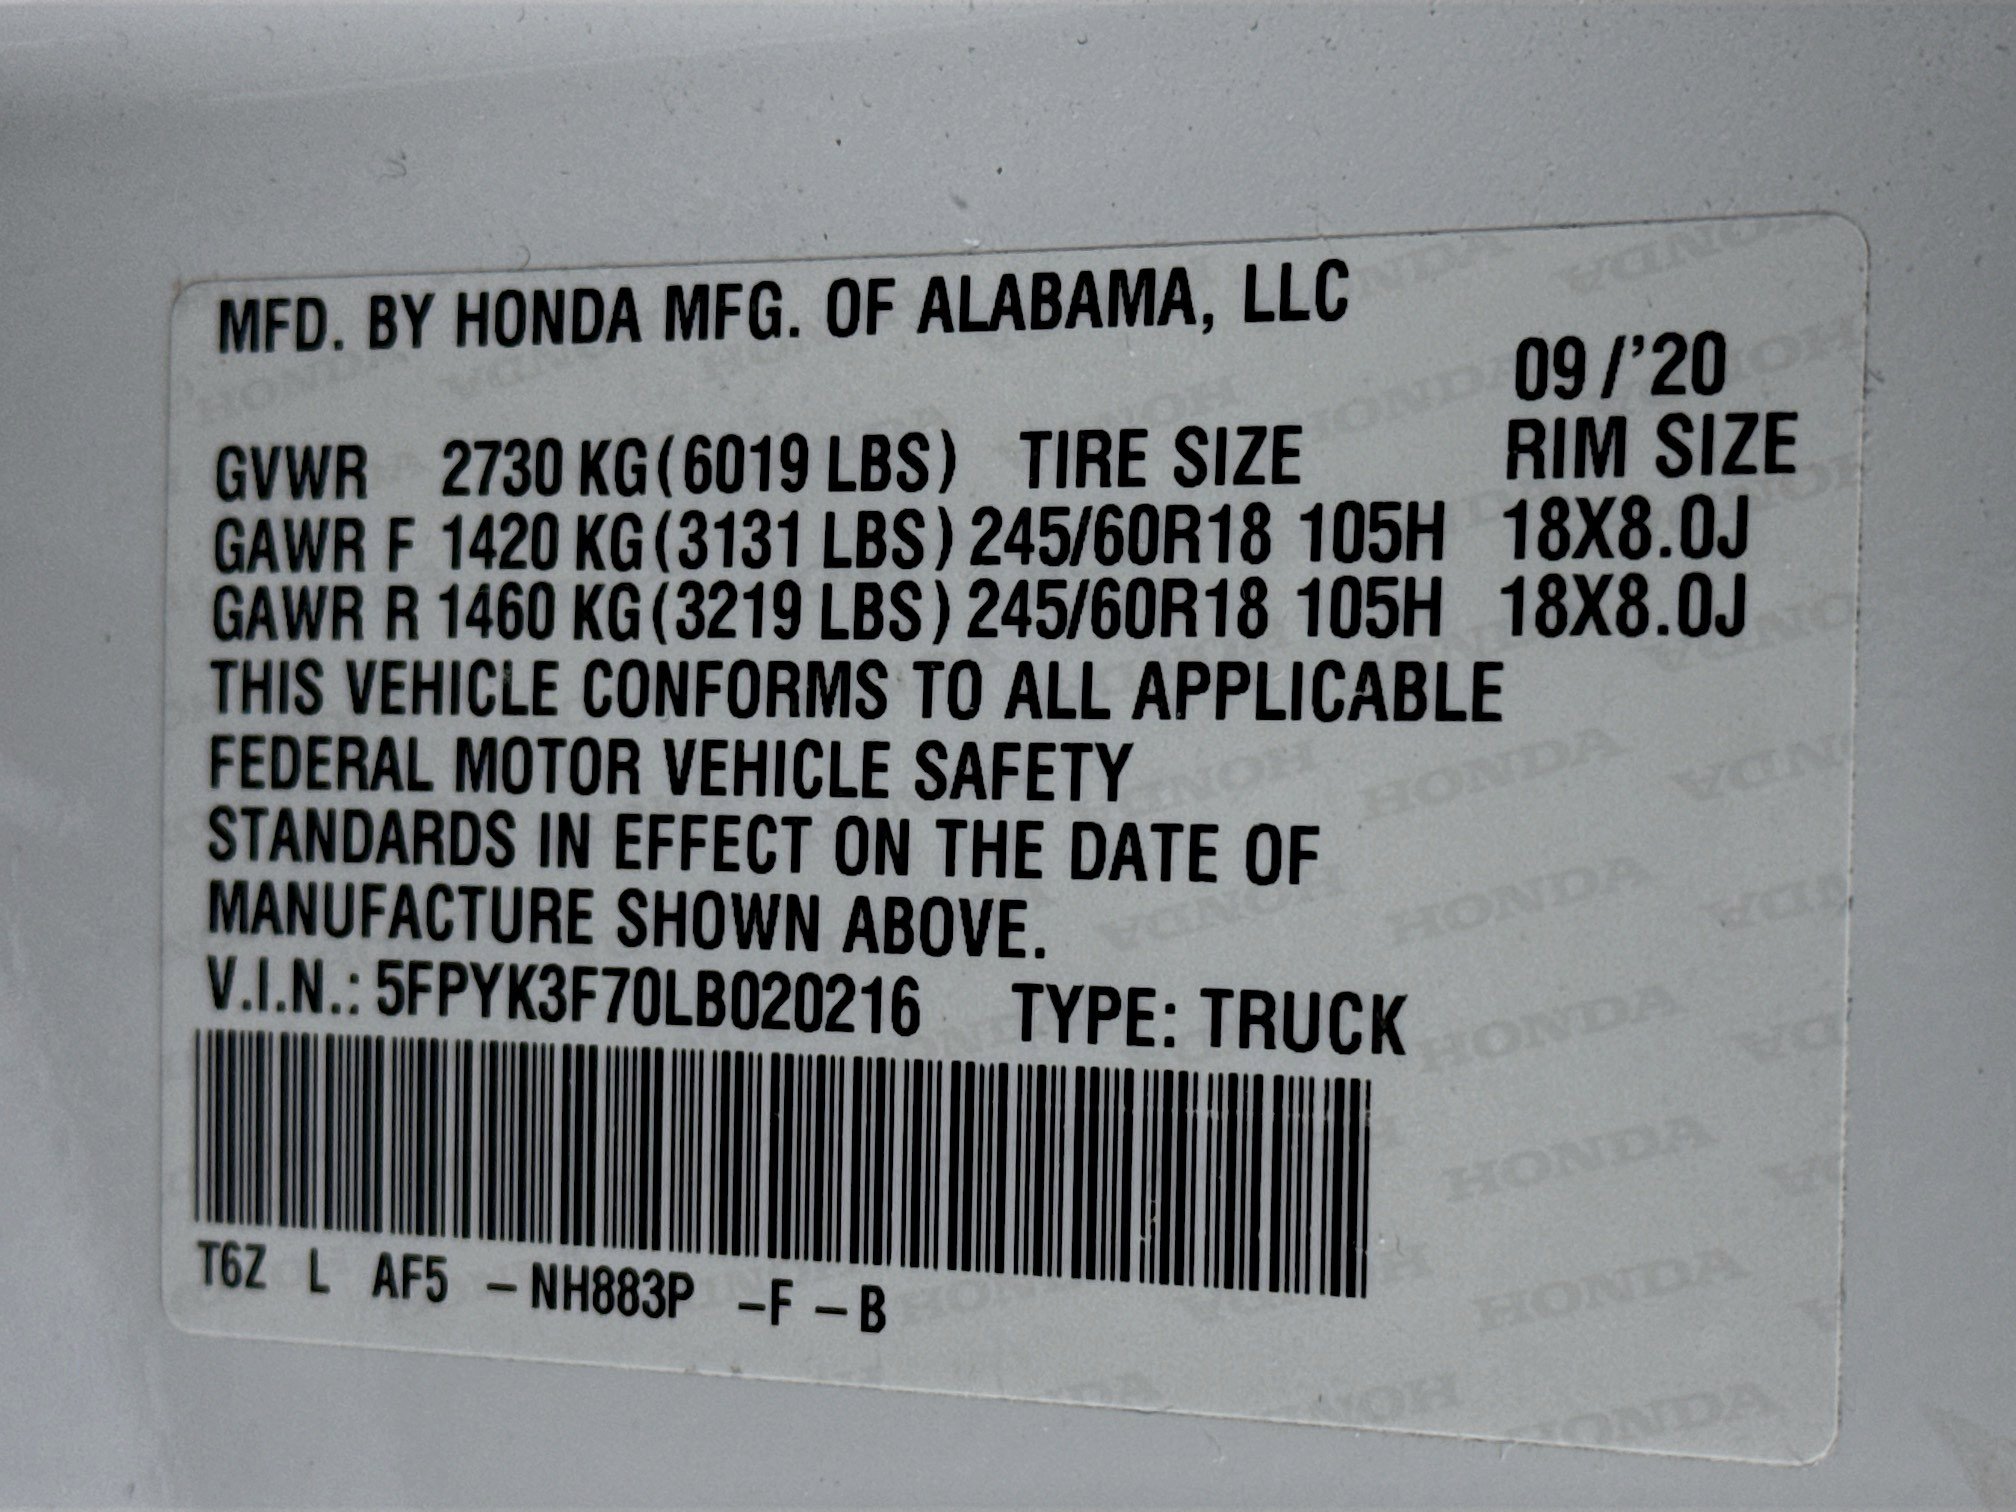 MFD. BY HONDA MFG. OF ALABAMA, LLC
09/'20
GVWR 2730 KG(6019 LBS) TIRE SIZE RIM SIZE
GAWR F 1420 KG(3131 LBS) 245/60R18 105H 18X8.0J
GAWR R 1460 KG(3219 LBS) 245/60R18 105H 18X8.0J
THIS VEHICLE CONFORMS TO ALL APPLICABLE
FEDERAL MOTOR VEHICLE SAFETY
STANDARDS IN EFFECT ON THE DATE OF
MANUFACTURE SHOWN ABOVE.
V.I.N.: 5FPYK3F70LB020216 TYPE: TRUCK
T6Z L AF5 -NH883P -F -B